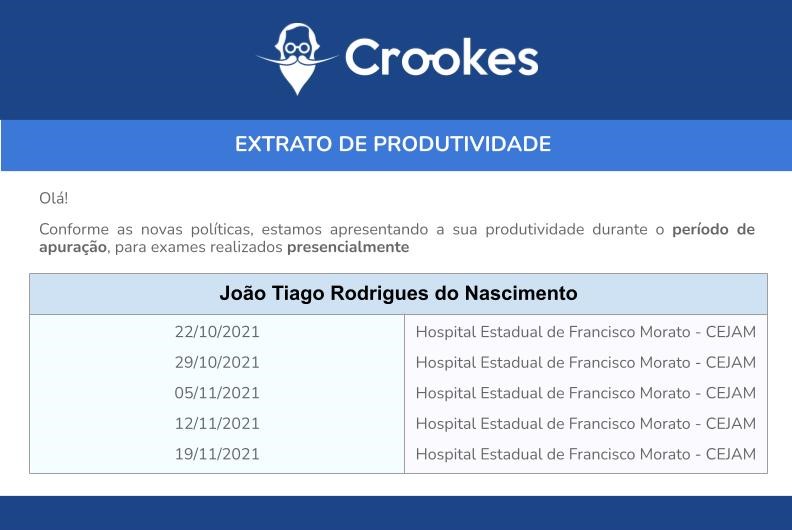 Crookes
EXTRATO DE PRODUTIVIDADE
Olá!
Conforme as novas políticas, estamos apresentando a sua produtividade durante o período de
apuração, para exames realizados presencialmente
João Tiago Rodrigues do Nascimento
22/10/2021 Hospital Estadual de Francisco Morato - CEJAM
29/10/2021 Hospital Estadual de Francisco Morato - CEJAM
05/11/2021 Hospital Estadual de Francisco Morato - CEJAM
12/11/2021 Hospital Estadual de Francisco Morato - CEJAM
19/11/2021 Hospital Estadual de Francisco Morato - CEJAM